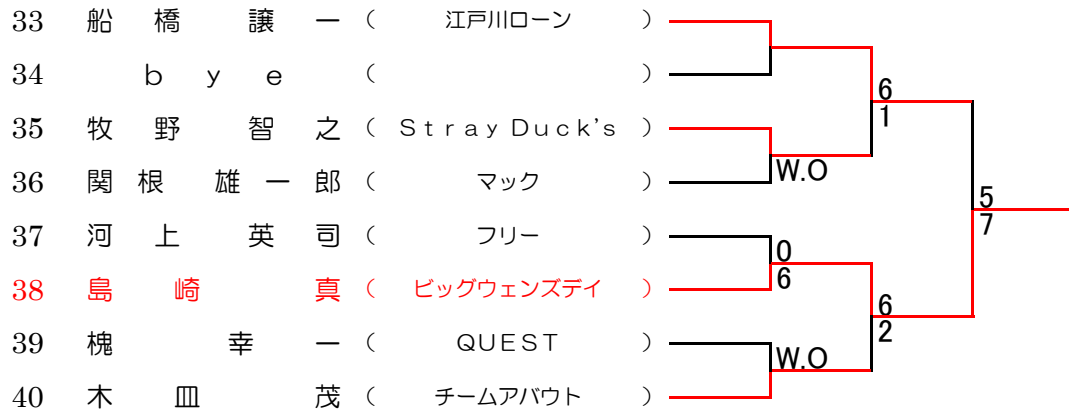 33 船橋 譲一（ 江戸川ローン ）
34 ｂｙｅ（ ）
6
1
35 牧野 智之（ Ｓｔｒａｙ Ｄｕｃｋ's ）
W.O
36 関根 雄一郎（ マック ）
5
7
37 河上 英司（ フリー ）
0
6
38 島崎 真（ ビッグウェンズデイ ）
6
2
39 槐 幸一（ ＱＵＥＳＴ ）
W.O
40 木皿 茂（ チームアバウト ）